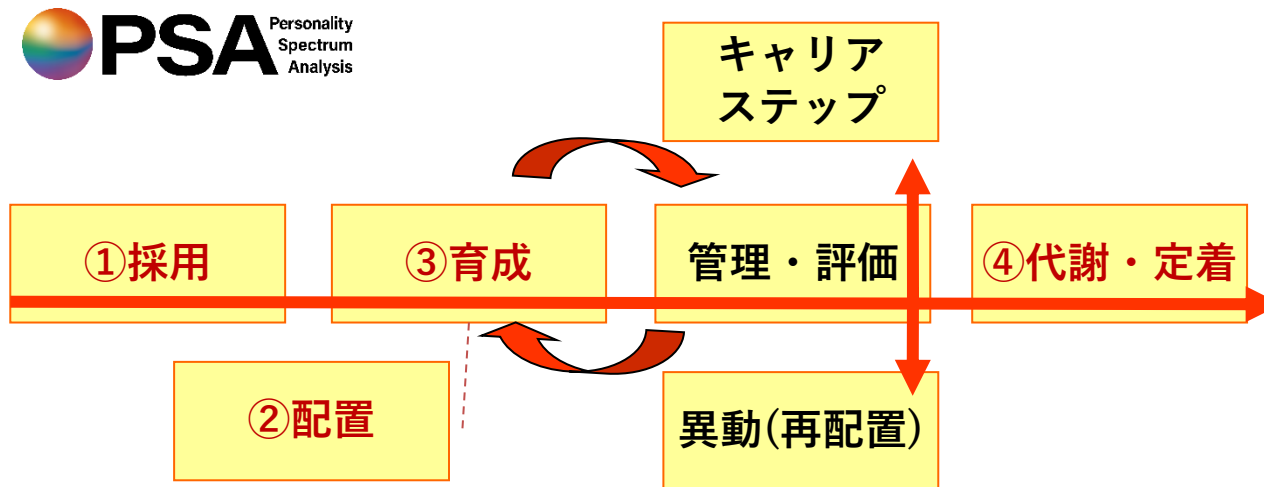 PSA
Personality
Spectrum
Analysis
キャリア
ステップ
①採用
③育成
管理・評価
④代謝・定着
②配置
異動(再配置)